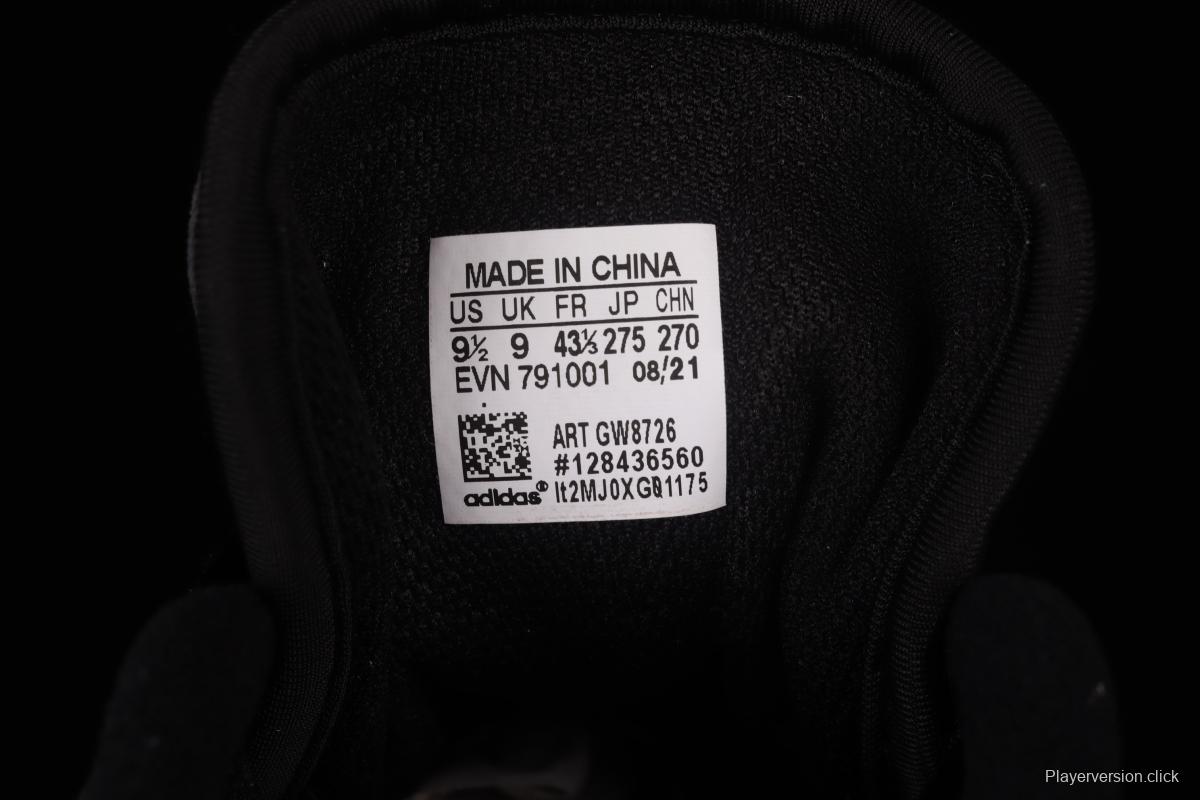 MADE IN CHINA
US UK FR JP CHN
9½ 9 43⅓ 275 270
EVN 791001 08/21
ART GW8726
#128436560
adidas®
Playerversion.click